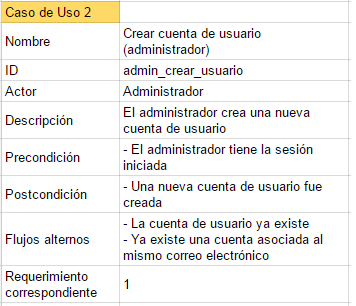 Caso de Uso 2
Nombre
Crear cuenta de usuario
(administrador)
ID
admin_crear_usuario
Actor
Administrador
Descripción
El administrador crea una nueva
cuenta de usuario
Precondición
- El administrador tiene la sesión
iniciada
Postcondición
- Una nueva cuenta de usuario fue
creada
Flujos alternos
- La cuenta de usuario ya existe
- Ya existe una cuenta asociada al
mismo correo electrónico
Requerimiento
correspondiente
1